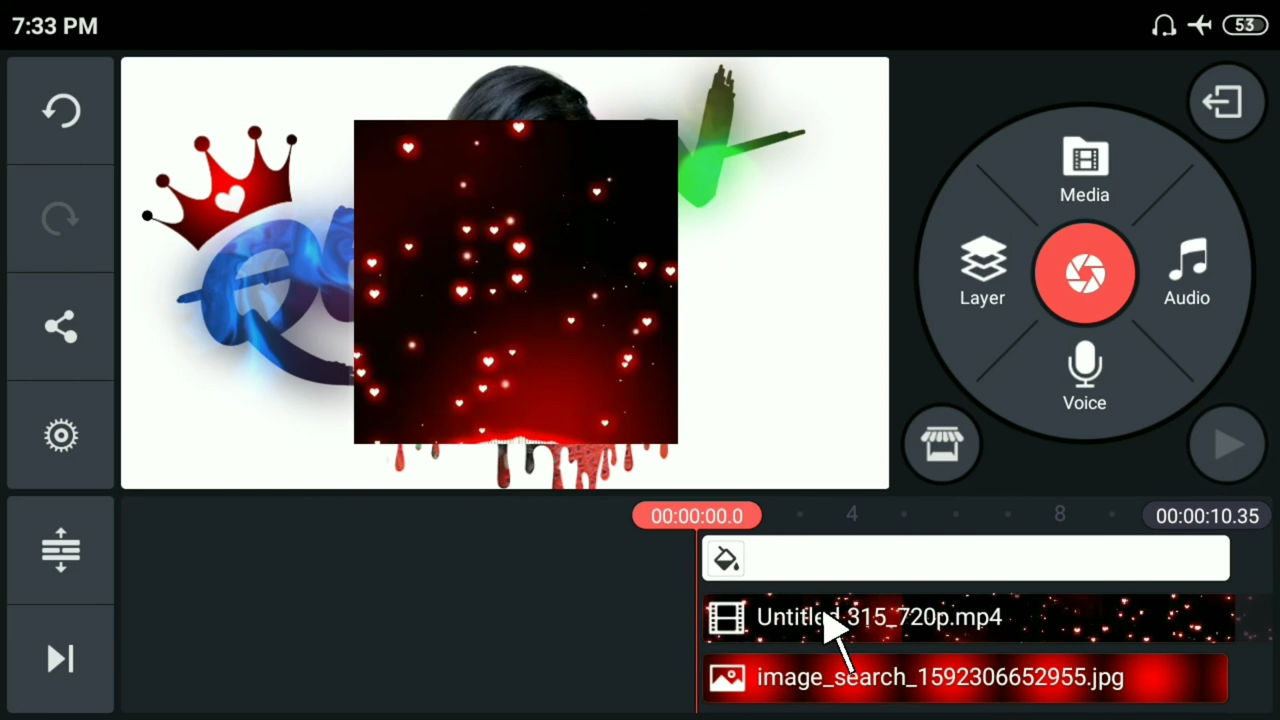 7:33 PM
53
Media
Layer
Audio
Voice
00:00:00.0
4
8
00:00:10.35
Untitled 315_720p.mp4
image_search_1592306652955.jpg